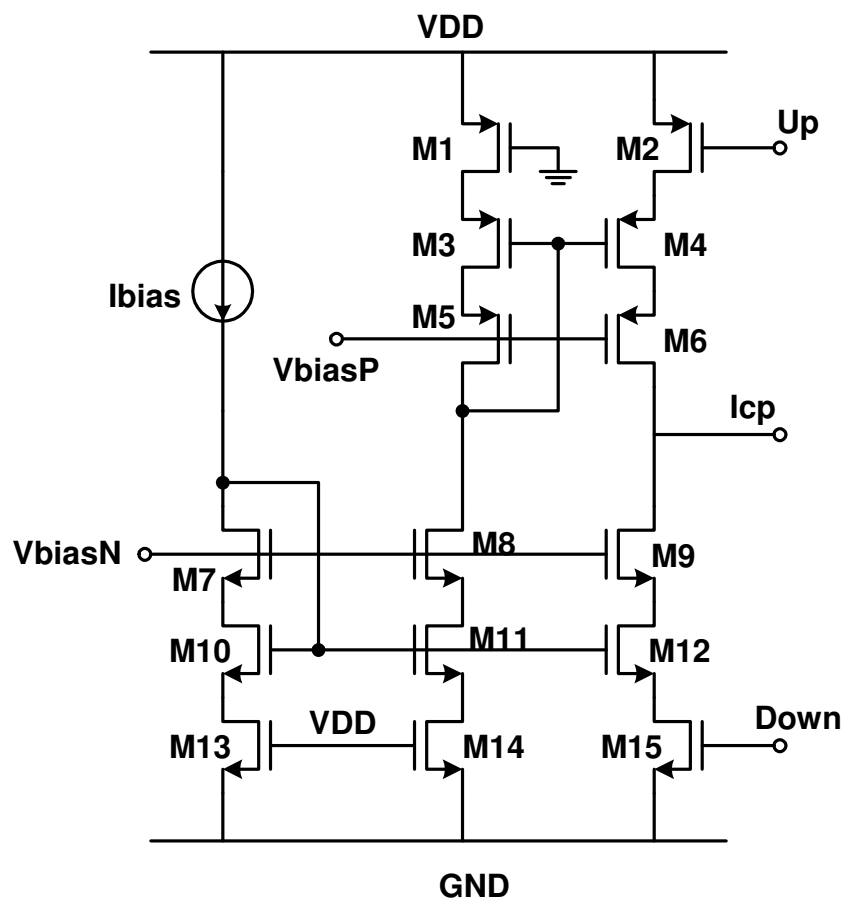 VDD
Up
M1
M2
M3
M4
Ibias
M5
M6
VbiasP
Icp
VbiasN
M8
M9
M7
M11
M10
M12
VDD
Down
M13
M14
M15
GND